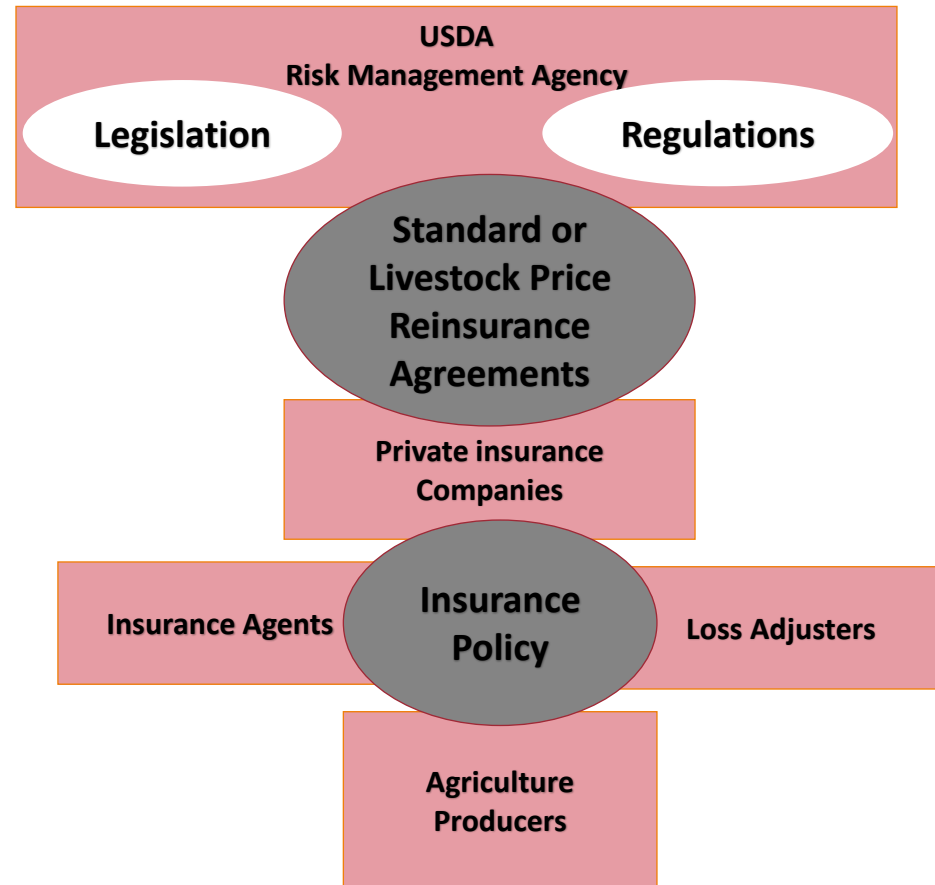 USDA
Risk Management Agency
Legislation
Regulations
Standard or
Livestock Price
Reinsurance
Agreements
Private insurance
Companies
Insurance Agents
Insurance
Policy
Loss Adjusters
Agriculture
Producers